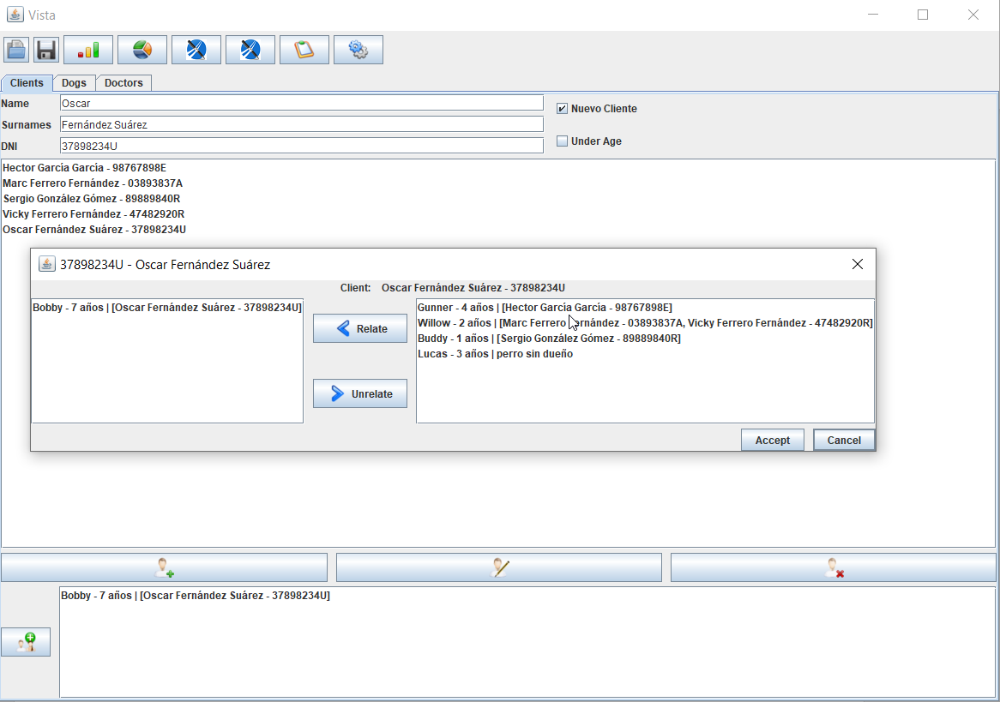 Vista
Clients Dogs Doctors
Name Oscar
Nuevo Cliente
Surnames Fernández Suárez
DNI 37898234U
Under Age
Hector García García - 98767898E
Marc Ferrero Fernández - 03893837A
Sergio González Gómez - 89889840R
Vicky Ferrero Fernández - 47482920R
Oscar Fernández Suárez - 37898234U
37898234U - Oscar Fernández Suárez
Client: Oscar Fernández Suárez - 37898234U
Bobby - 7 años | [Oscar Fernández Suárez - 37898234U]
Relate
Unrelate
Gunner - 4 años | [Hector García García - 98767898E]
Willow - 2 años | [Marc Ferrero Fernández - 03893837A, Vicky Ferrero Fernández - 47482920R]
Buddy - 1 años | [Sergio González Gómez - 89889840R]
Lucas - 3 años | perro sin dueño
Accept Cancel
Bobby - 7 años | [Oscar Fernández Suárez - 37898234U]